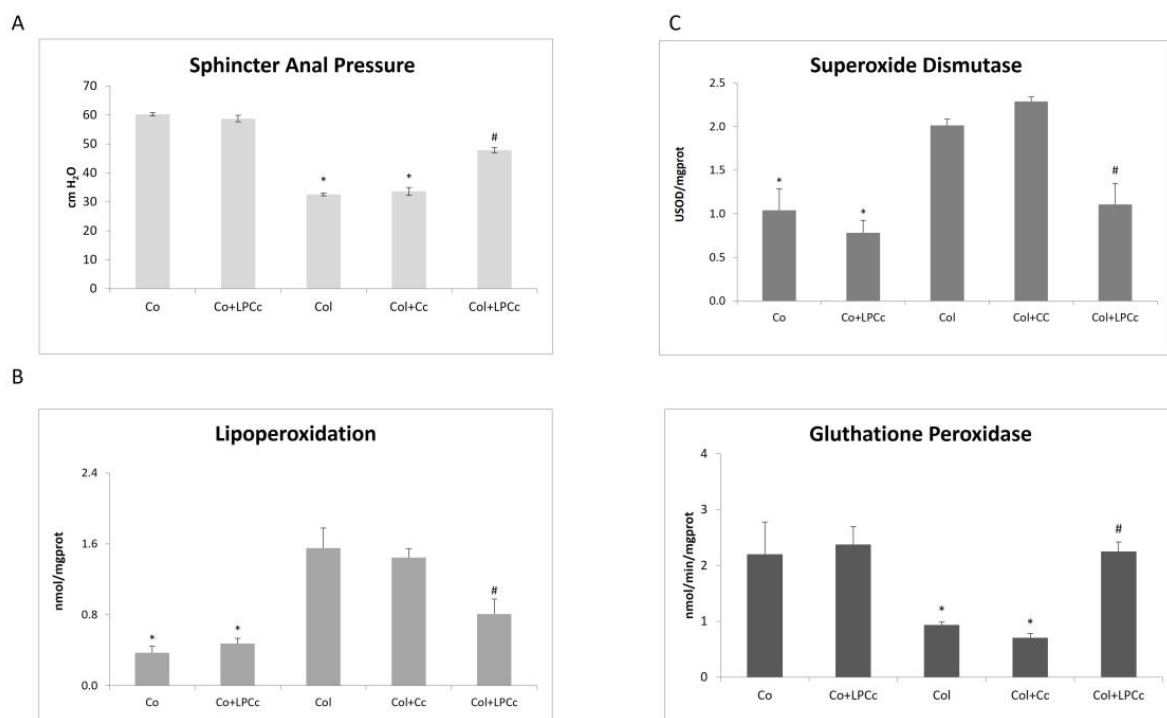 A
Sphincter Anal Pressure
70
60
50
40
30
20
10
0
cm H₂O
* * #
Co Co+LPCc Col Col+Cc Col+LPCc
C
Superoxide Dismutase
2.5
2.0
1.5
1.0
0.5
0.0
USOD/mgprot
* * #
Co Co+LPCc Col Col+CC Col+LPCc
B
Lipoperoxidation
2.4
1.6
0.8
0.0
nmol/mgprot
* * #
Co Co+LPCc Col Col+Cc Col+LPCc
Gluthatione Peroxidase
4
3
2
1
0
nmol/min/mgprot
* * #
Co Co+LPCc Col Col+Cc Col+LPCc